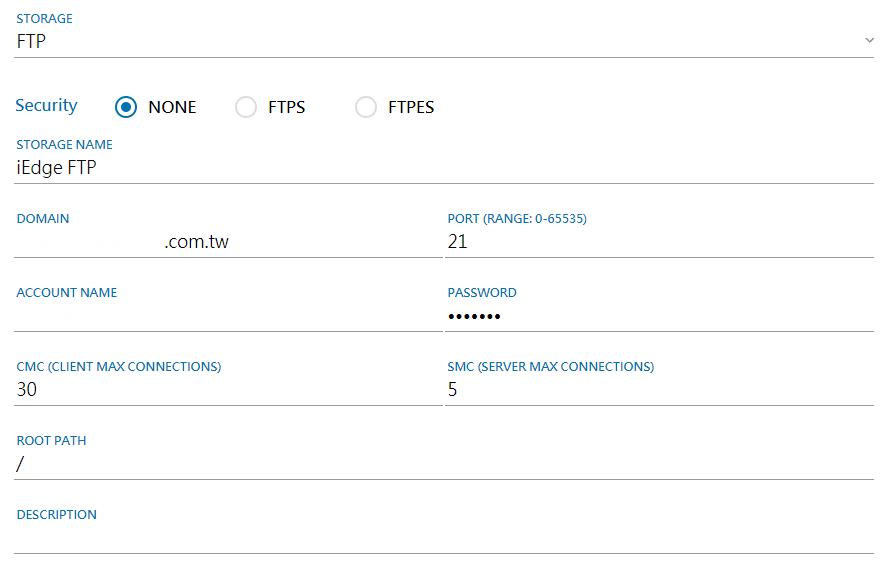 STORAGE
FTP
Security NONE FTPS FTPES
STORAGE NAME
iEdge FTP
DOMAIN PORT (RANGE: 0-65535)
.com.tw 21
ACCOUNT NAME PASSWORD
•••••••
CMC (CLIENT MAX CONNECTIONS) SMC (SERVER MAX CONNECTIONS)
30 5
ROOT PATH
/
DESCRIPTION